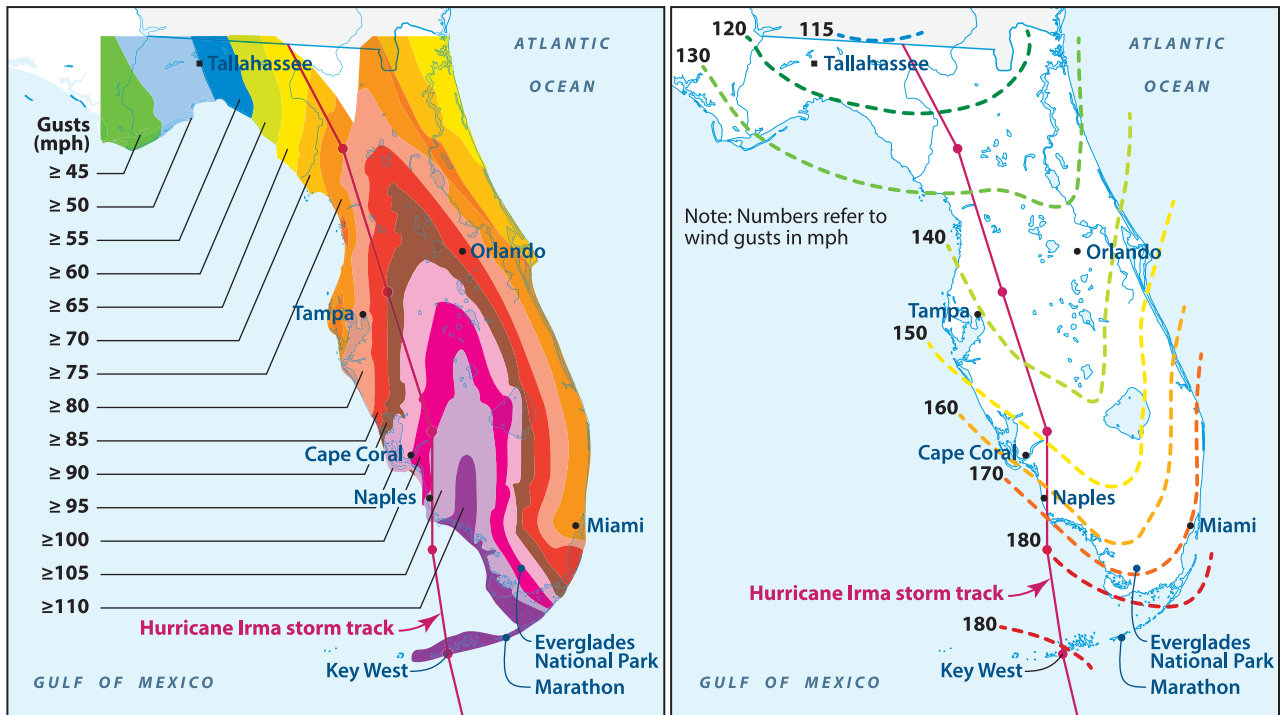 ATLANTIC
OCEAN
Tallahassee
Gusts
(mph)
≥ 45
≥ 50
≥ 55
≥ 60
≥ 65
≥ 70
≥ 75
≥ 80
≥ 85
≥ 90
≥ 95
≥100
≥105
≥110
Orlando
Tampa
Cape Coral
Naples
Miami
Hurricane Irma storm track
Key West
Everglades
National Park
Marathon
GULF OF MEXICO
120
115
130
ATLANTIC
OCEAN
Tallahassee
Note: Numbers refer to
wind gusts in mph
140
Orlando
Tampa
150
160
Cape Coral
170
Naples
Miami
180
Hurricane Irma storm track
180
Key West
Everglades
National Park
Marathon
GULF OF MEXICO